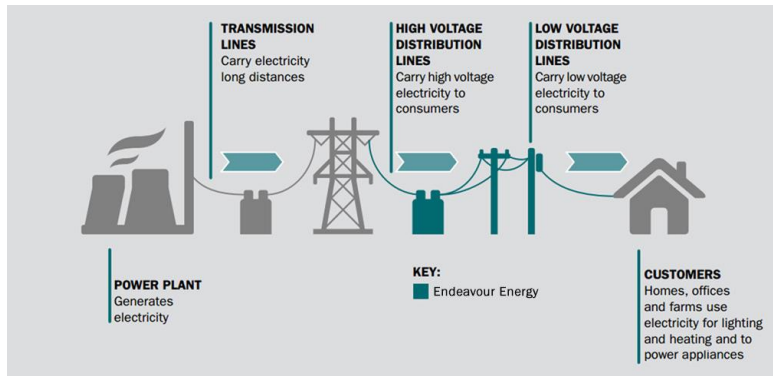 TRANSMISSION
LINES
Carry electricity
long distances
HIGH VOLTAGE
DISTRIBUTION
LINES
Carry high voltage
electricity to
consumers
LOW VOLTAGE
DISTRIBUTION
LINES
Carry low voltage
electricity to
consumers
POWER PLANT
Generates
electricity
KEY:
Endeavour Energy
CUSTOMERS
Homes, offices
and farms use
electricity for lighting
and heating and to
power appliances